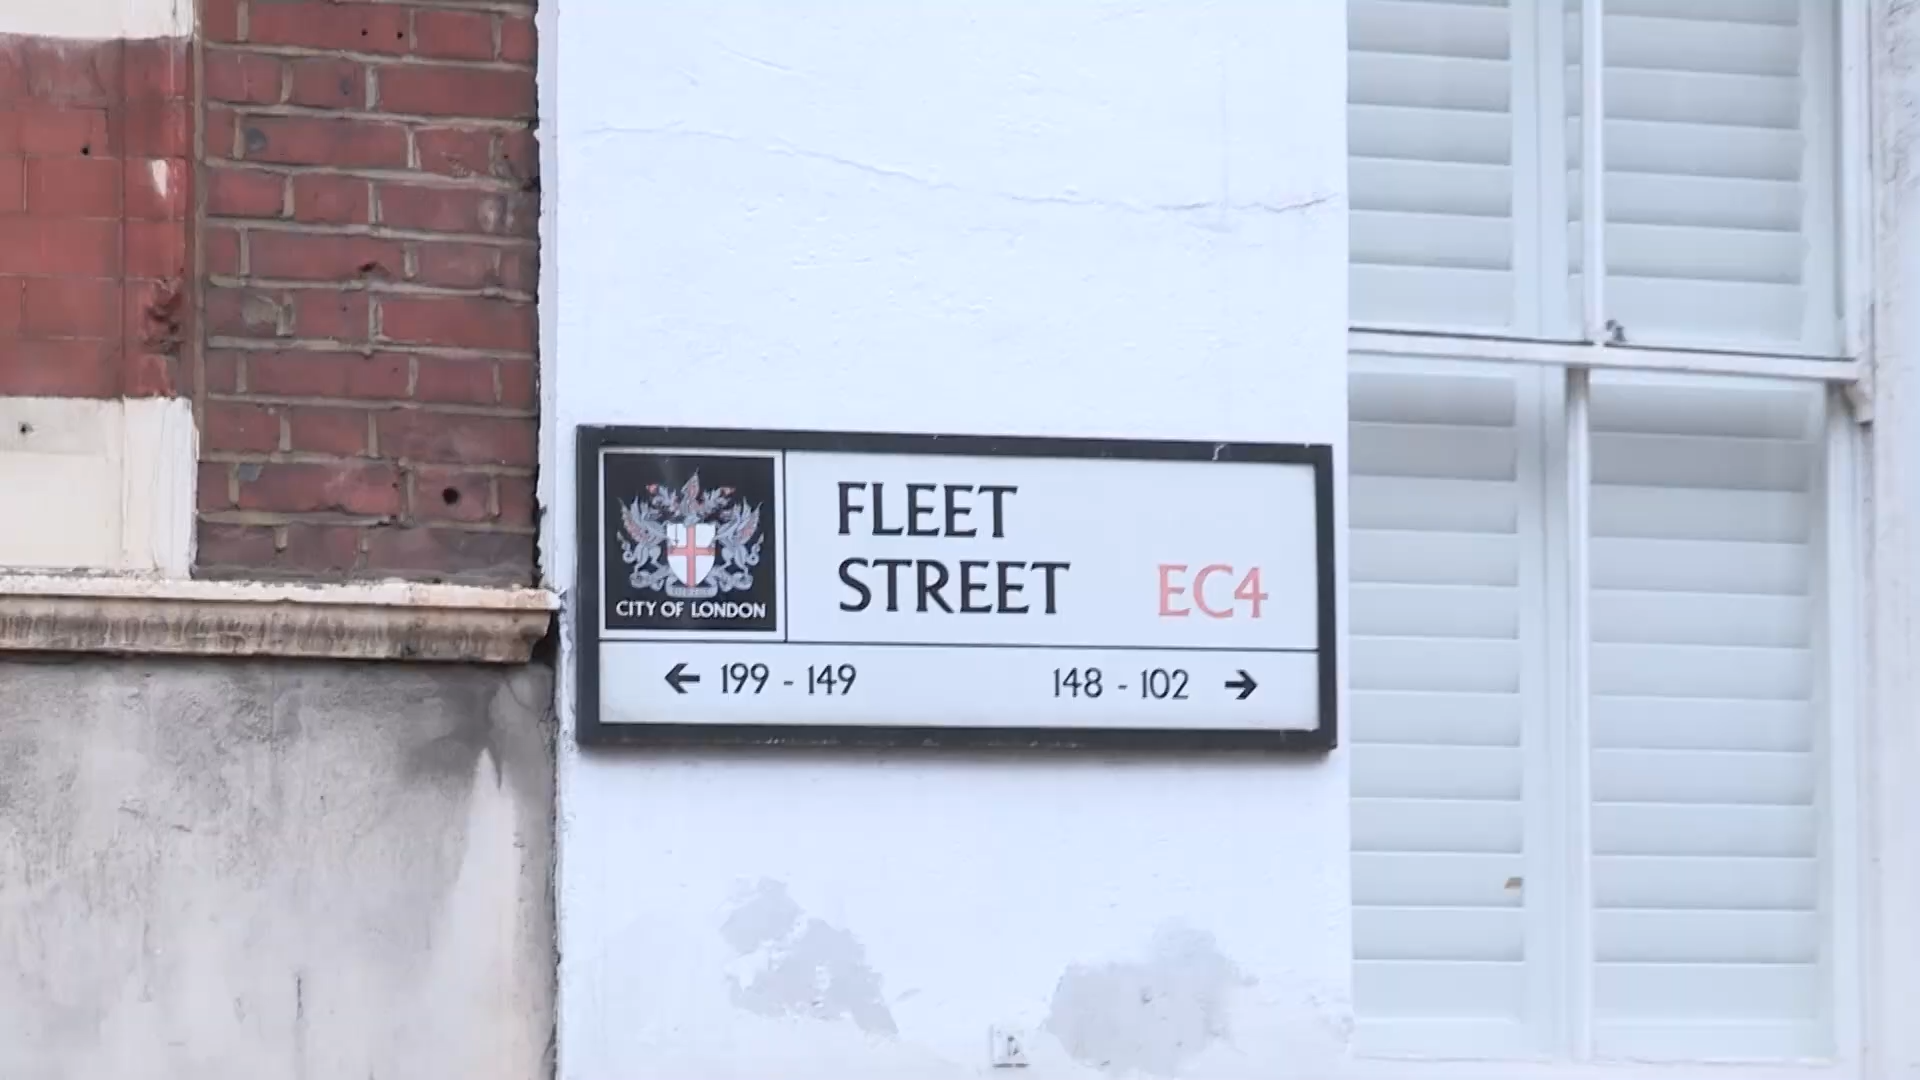 CITY OF LONDON
FLEET
STREET
EC4
← 199 - 149
148 - 102 →